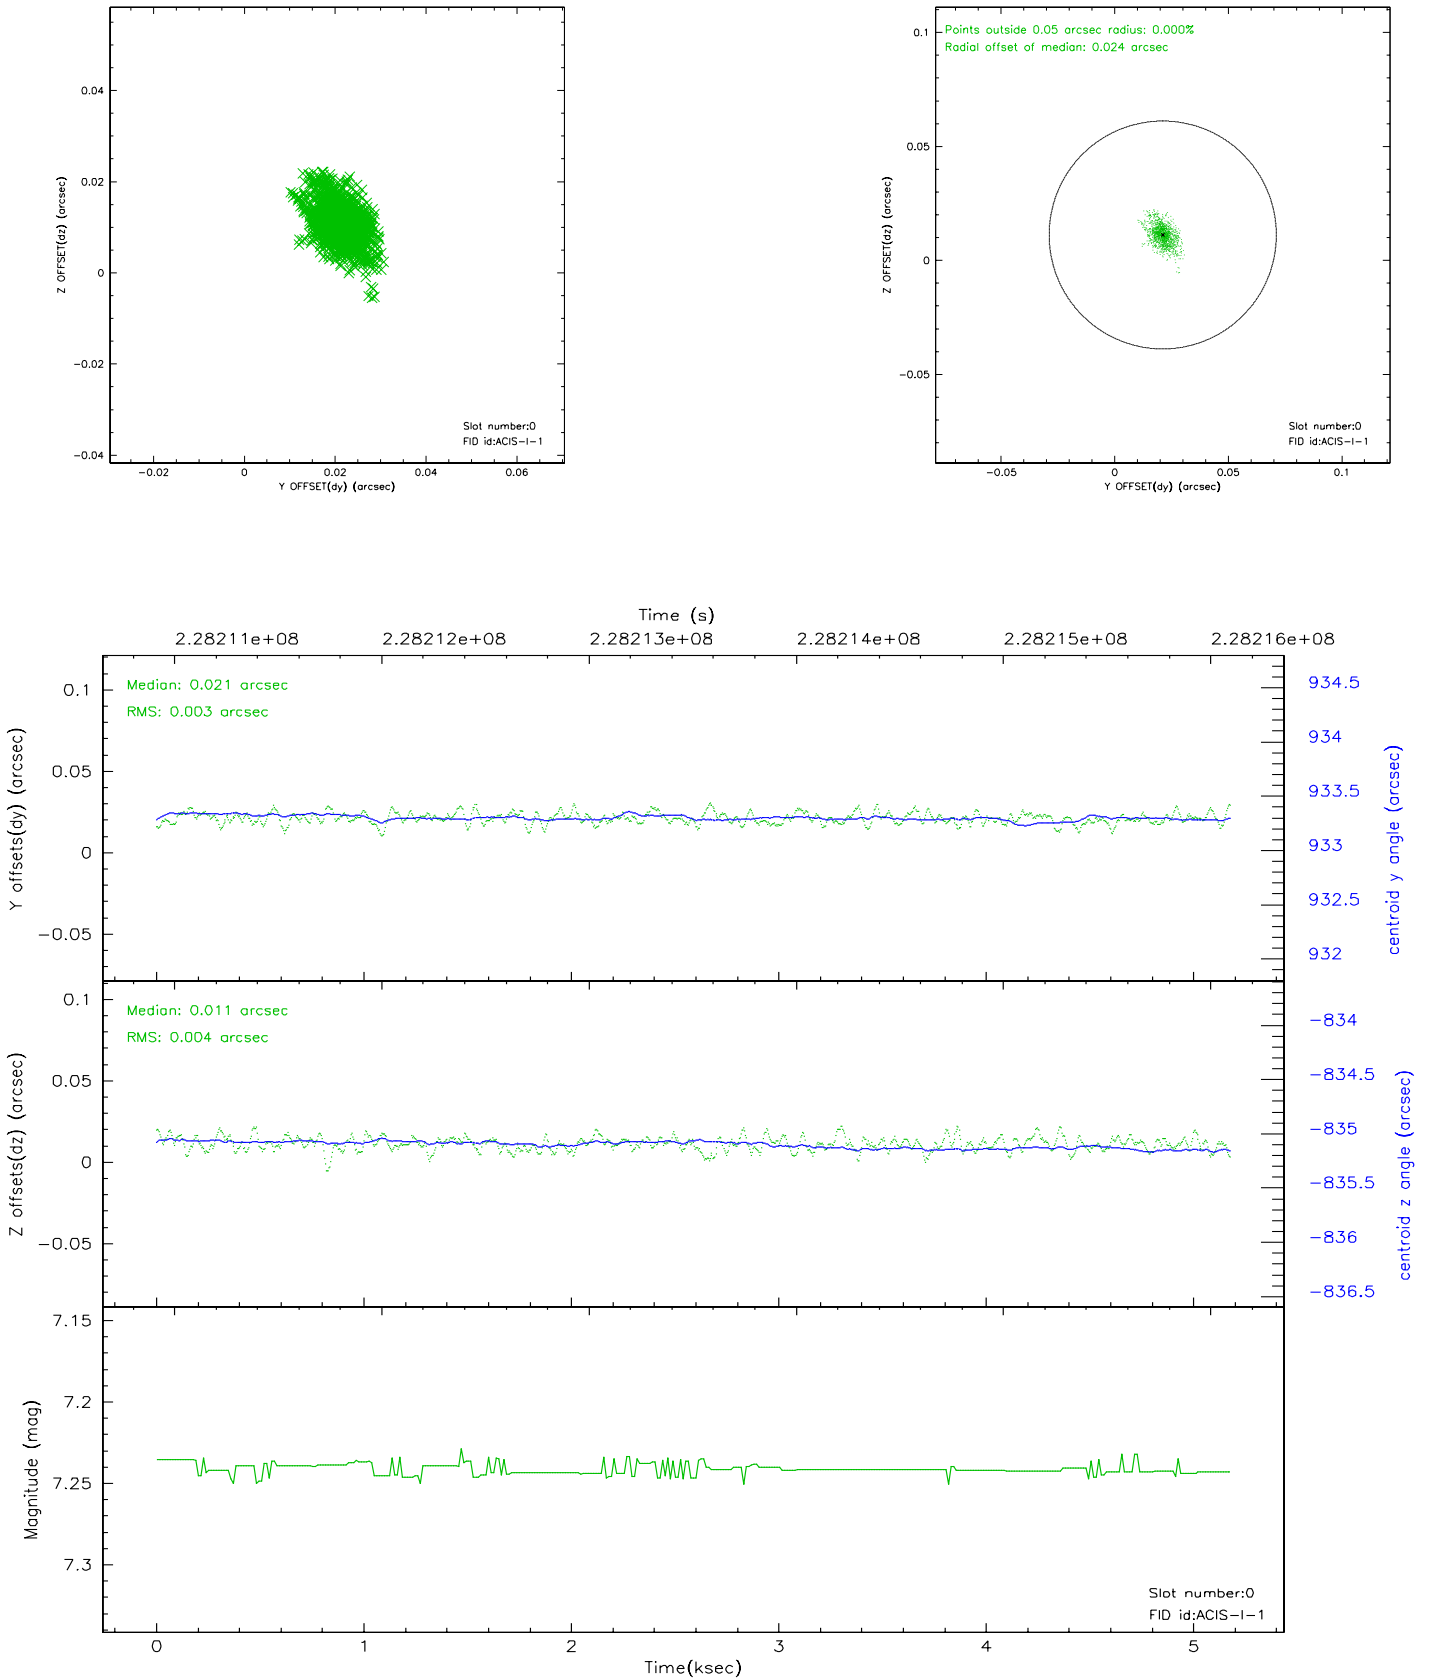 0.04
0.02
0
−0.02
−0.04
Z OFFSET(dz) (arcsec)
Slot number:0
FID id:ACIS−I−1
−0.02 0 0.02 0.04 0.06
Y OFFSET(dy) (arcsec)
Points outside 0.05 arcsec radius: 0.000%
Radial offset of median: 0.024 arcsec
0.1
0.05
0
−0.05
Z OFFSET(dz) (arcsec)
Slot number:0
FID id:ACIS−I−1
−0.05 0 0.05 0.1
Y OFFSET(dy) (arcsec)
Time (s)
2.28211e+08 2.28212e+08 2.28213e+08 2.28214e+08 2.28215e+08 2.28216e+08
Median: 0.021 arcsec
RMS: 0.003 arcsec
0.1
0.05
0
−0.05
Y offsets(dy) (arcsec)
934.5
934
933.5
933
932.5
932
centroid y angle (arcsec)
Median: 0.011 arcsec
RMS: 0.004 arcsec
0.1
0.05
0
−0.05
Z offsets(dz) (arcsec)
−834
−834.5
−835
−835.5
−836
−836.5
centroid z angle (arcsec)
7.15
7.2
7.25
7.3
Magnitude (mag)
Slot number:0
FID id:ACIS−I−1
0 1 2 3 4 5
Time(ksec)